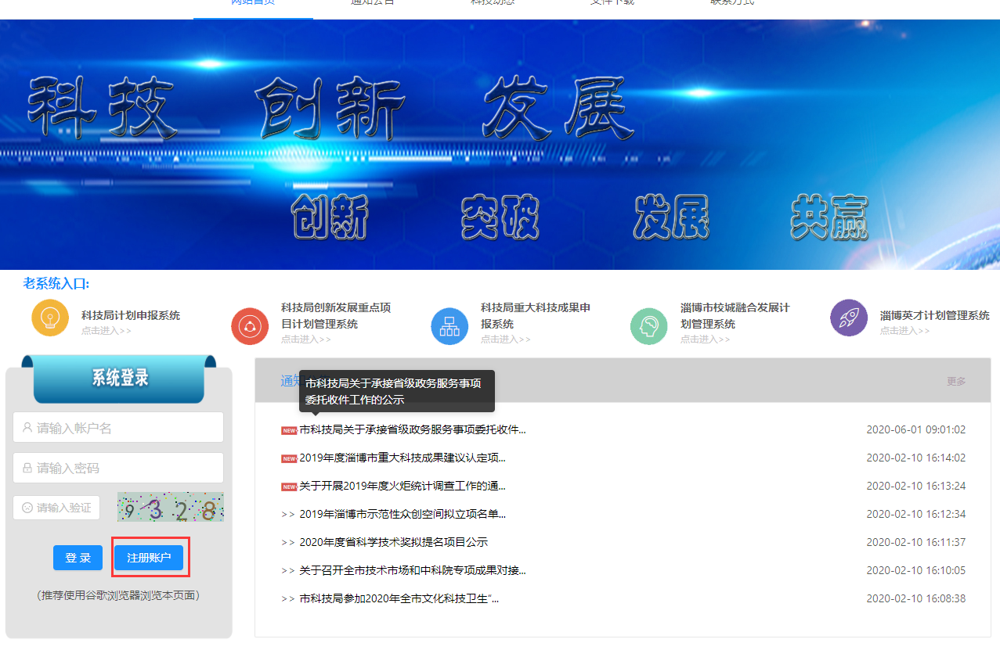 网站首页 通知公告 科技动态 文件下载 联系方式
科技 创新 发展
创新 突破 发展 共赢
老系统入口:
科技局计划申报系统
点击进入>>
科技局创新发展重点项
目计划管理系统
点击进入>>
科技局重大科技成果申
报系统
点击进入>>
淄博市校城融合发展计
划管理系统
点击进入>>
淄博英才计划管理系统
点击进入>>
系统登录
请输入帐户名
请输入密码
请输入验证
9328
登 录 注册账户
(推荐使用谷歌浏览器浏览本页面)
通知 更多
市科技局关于承接省级政务服务事项
委托收件工作的公示
NEW 市科技局关于承接省级政务服务事项委托收件... 2020-06-01 09:01:02
NEW 2019年度淄博市重大科技成果建议认定项... 2020-02-10 16:14:02
NEW 关于开展2019年度火炬统计调查工作的通... 2020-02-10 16:13:24
>> 2019年淄博市示范性众创空间拟立项名单... 2020-02-10 16:12:34
>> 2020年度省科学技术奖拟提名项目公示 2020-02-10 16:11:37
>> 关于召开全市技术市场和中科院专项成果对接... 2020-02-10 16:10:05
>> 市科技局参加2020年全市文化科技卫生“... 2020-02-10 16:08:38